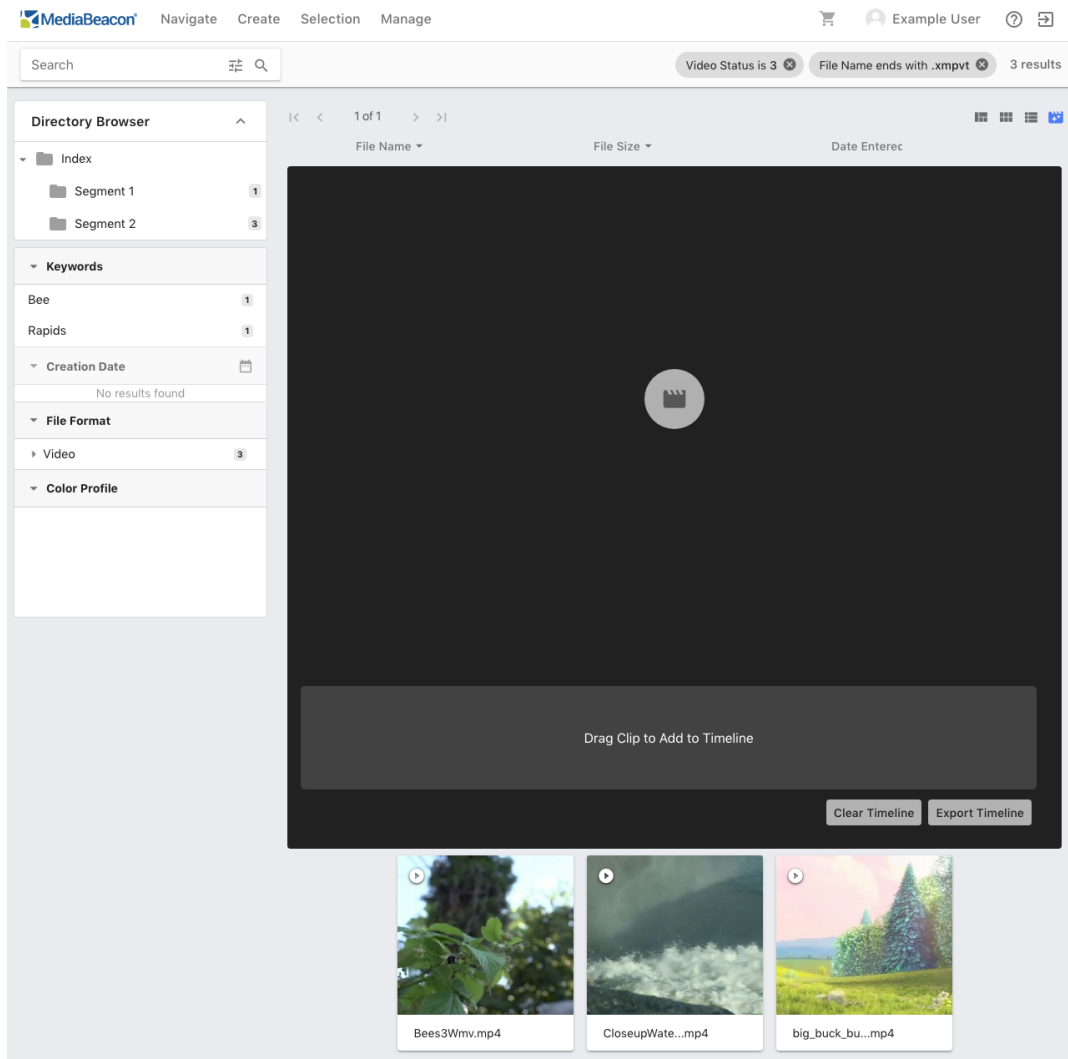 MediaBeacon® Navigate Create Selection Manage Example User
Search Video Status is 3 File Name ends with .xmpvt 3 results
Directory Browser
Index
Segment 1 1
Segment 2 3
Keywords
Bee 1
Rapids 1
Creation Date
No results found
File Format
Video 3
Color Profile
1 of 1
File Name File Size Date Enterec
Drag Clip to Add to Timeline
Clear Timeline Export Timeline
Bees3Wmv.mp4 CloseupWate...mp4 big_buck_bu...mp4